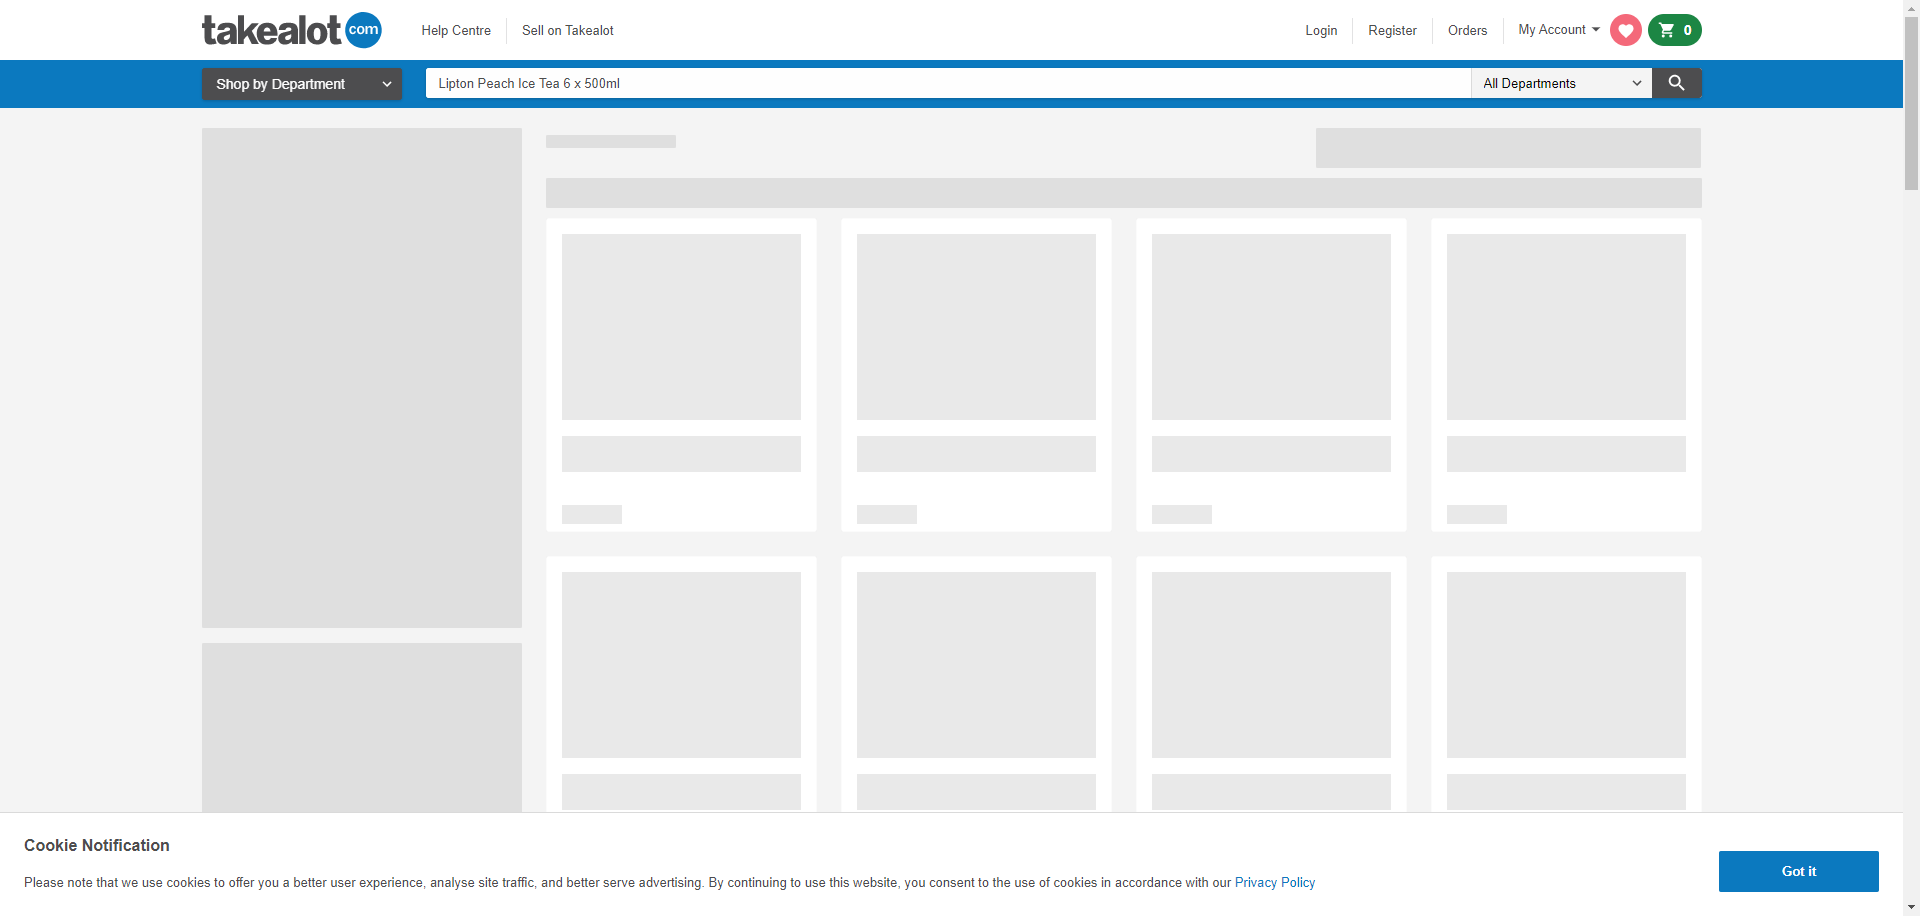 takealot com
Help Centre
Sell on Takealot
Login
Register
Orders
My Account
0
Shop by Department
Lipton Peach Ice Tea 6 x 500ml
All Departments
Cookie Notification
Please note that we use cookies to offer you a better user experience, analyse site traffic, and better serve advertising. By continuing to use this website, you consent to the use of cookies in accordance with our Privacy Policy
Got it